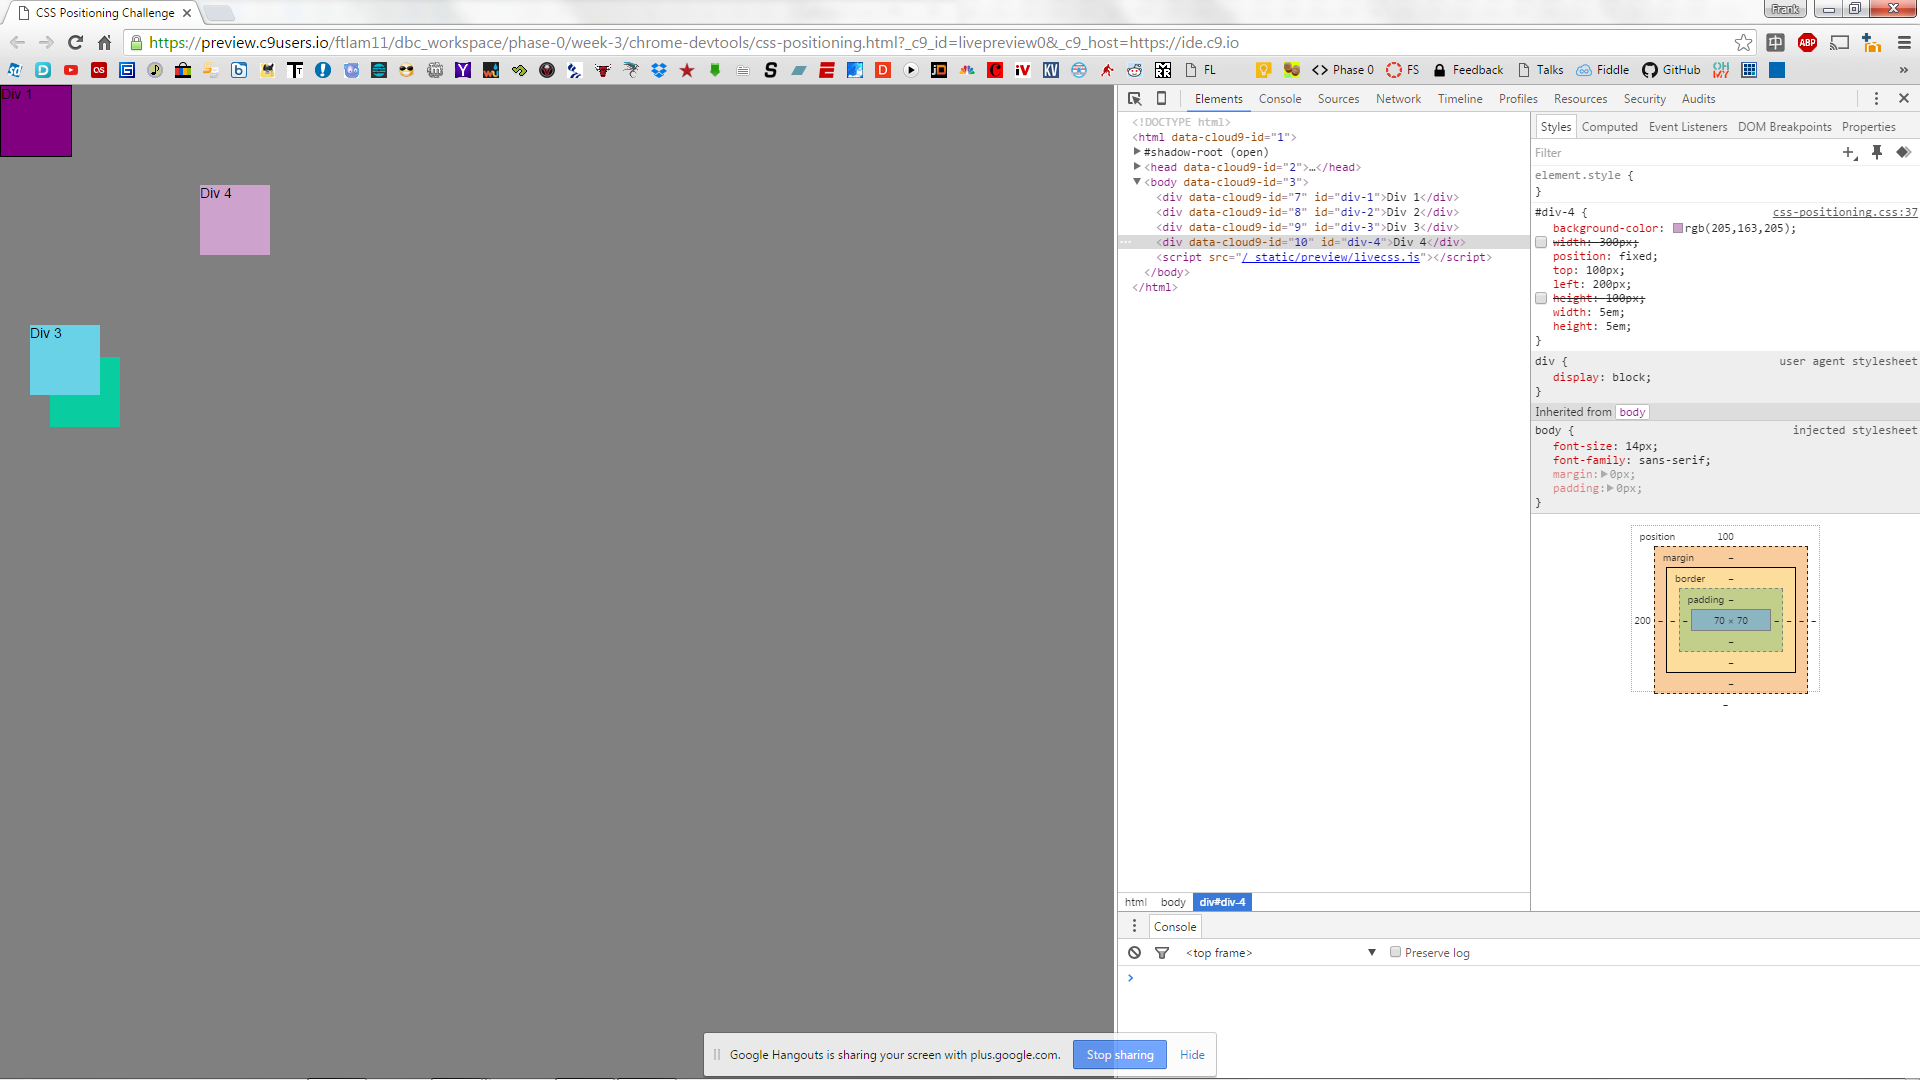 CSS Positioning Challenge
Frank
https://preview.c9users.io/ftlam11/dbc_workspace/phase-0/week-3/chrome-devtools/css-positioning.html?_c9_id=livepreview0&_c9_host=https://ide.c9.io
FL
<> Phase 0
FS
Feedback
Talks
Fiddle
GitHub
Div 1
Div 4
Div 3
Elements Console Sources Network Timeline Profiles Resources Security Audits
<!DOCTYPE html>
<html data-cloud9-id="1">
#shadow-root (open)
<head data-cloud9-id="2">…</head>
<body data-cloud9-id="3">
<div data-cloud9-id="7" id="div-1">Div 1</div>
<div data-cloud9-id="8" id="div-2">Div 2</div>
<div data-cloud9-id="9" id="div-3">Div 3</div>
<div data-cloud9-id="10" id="div-4">Div 4</div>
<script src="/_static/preview/livecss.js"></script>
</body>
</html>
html body div#div-4
Styles Computed Event Listeners DOM Breakpoints Properties
Filter
element.style {
}
#div-4 { css-positioning.css:37
background-color: rgb(205,163,205);
width: 300px;
position: fixed;
top: 100px;
left: 200px;
height: 100px;
width: 5em;
height: 5em;
}
div { user agent stylesheet
display: block;
}
Inherited from body
body { injected stylesheet
font-size: 14px;
font-family: sans-serif;
margin: 0px;
padding: 0px;
}
position 100
margin –
border –
padding –
200 – – – 70 × 70 – – – –
–
–
–
–
Console
<top frame> ▼ Preserve log
>
Google Hangouts is sharing your screen with plus.google.com. Stop sharing Hide